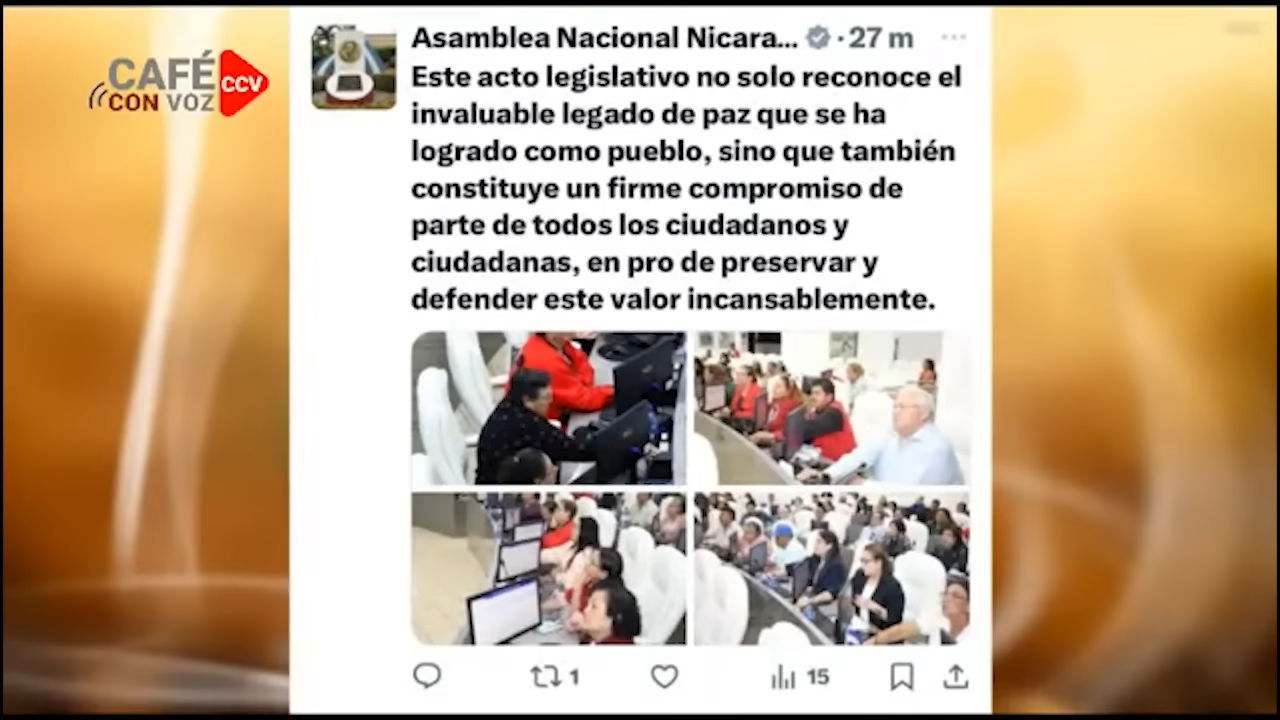 CAFÉ
CON VOZ
CCV
Asamblea Nacional Nicara... · 27 m
Este acto legislativo no solo reconoce el
invaluable legado de paz que se ha
logrado como pueblo, sino que también
constituye un firme compromiso de
parte de todos los ciudadanos y
ciudadanas, en pro de preservar y
defender este valor incansablemente.
1
15